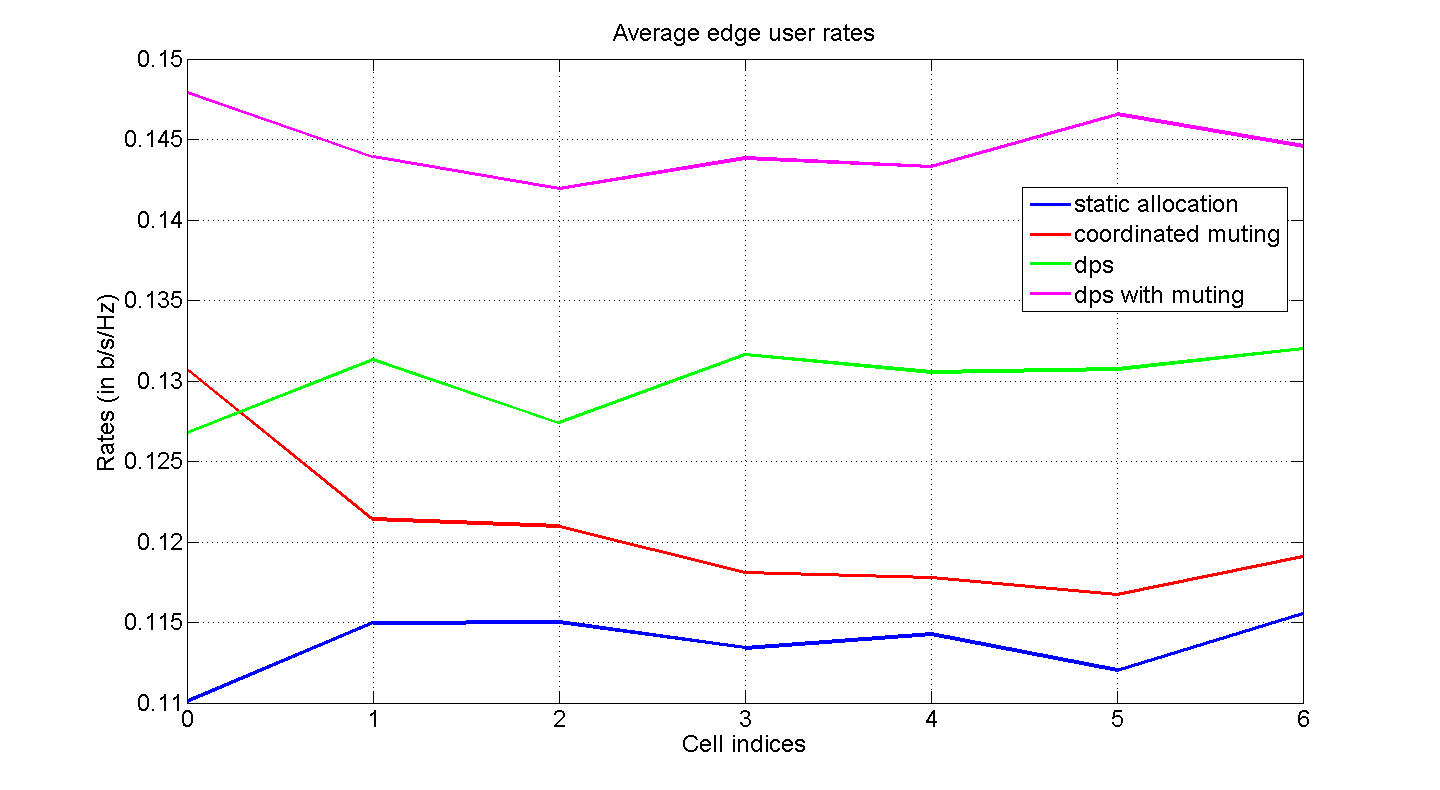 Average edge user rates
0.15
0.145
0.14
0.135
0.13
0.125
0.12
0.115
0.11
Rates (in b/s/Hz)
static allocation
coordinated muting
dps
dps with muting
0 1 2 3 4 5 6
Cell indices